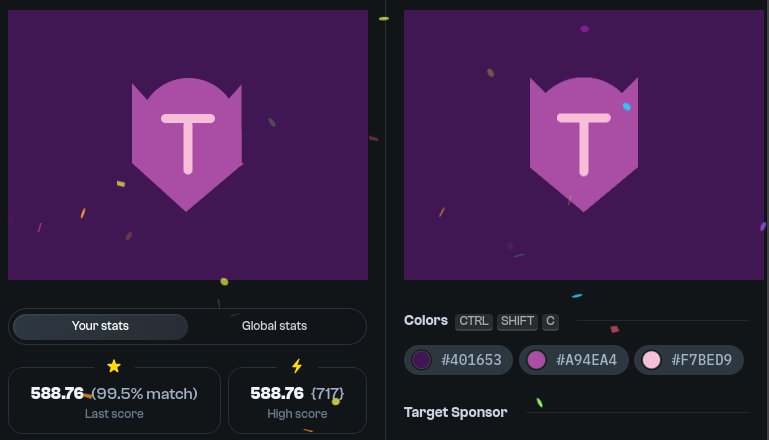 T
T
Your stats
Global stats
588.76 (99.5% match)
Last score
588.76 {717}
High score
Colors CTRL SHIFT C
#401653
#A94EA4
#F7BED9
Target Sponsor